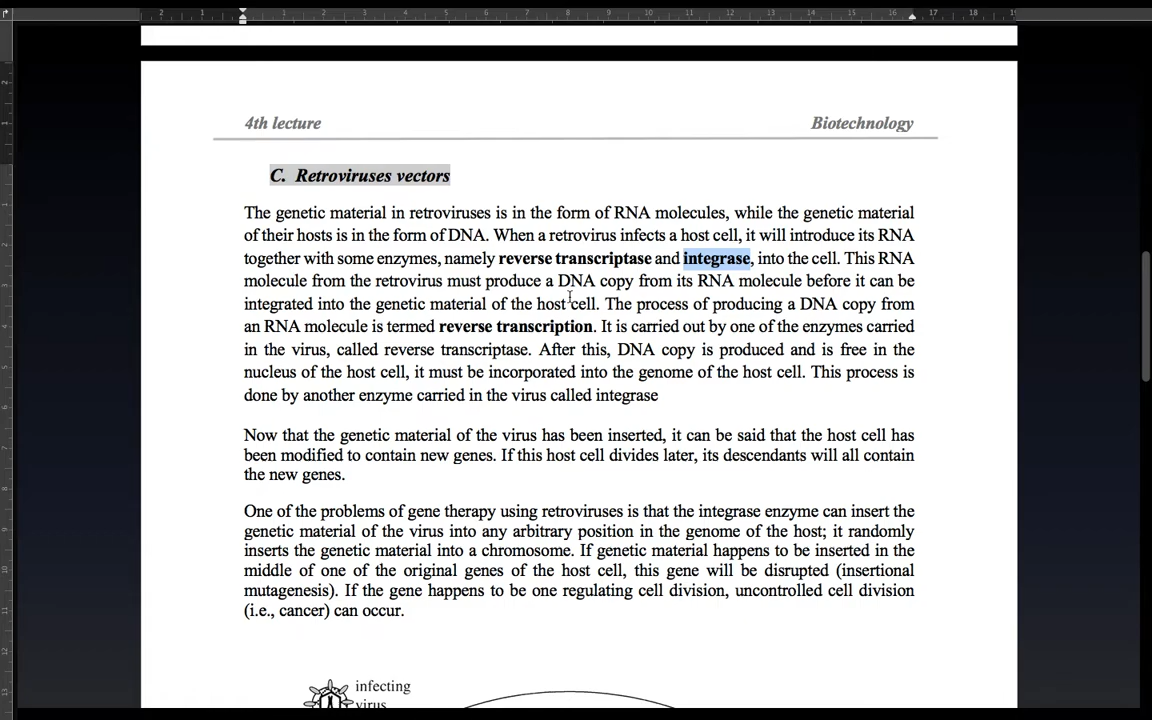 4th lecture Biotechnology
C. Retroviruses vectors
The genetic material in retroviruses is in the form of RNA molecules, while the genetic material
of their hosts is in the form of DNA. When a retrovirus infects a host cell, it will introduce its RNA
together with some enzymes, namely reverse transcriptase and integrase, into the cell. This RNA
molecule from the retrovirus must produce a DNA copy from its RNA molecule before it can be
integrated into the genetic material of the host cell. The process of producing a DNA copy from
an RNA molecule is termed reverse transcription. It is carried out by one of the enzymes carried
in the virus, called reverse transcriptase. After this, DNA copy is produced and is free in the
nucleus of the host cell, it must be incorporated into the genome of the host cell. This process is
done by another enzyme carried in the virus called integrase
Now that the genetic material of the virus has been inserted, it can be said that the host cell has
been modified to contain new genes. If this host cell divides later, its descendants will all contain
the new genes.
One of the problems of gene therapy using retroviruses is that the integrase enzyme can insert the
genetic material of the virus into any arbitrary position in the genome of the host; it randomly
inserts the genetic material into a chromosome. If genetic material happens to be inserted in the
middle of one of the original genes of the host cell, this gene will be disrupted (insertional
mutagenesis). If the gene happens to be one regulating cell division, uncontrolled cell division
(i.e., cancer) can occur.
infecting
virus